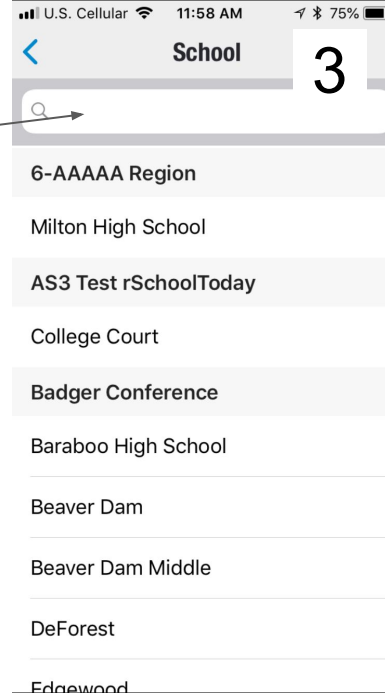 U.S. Cellular 11:58 AM 75%
School
3
6-AAAAA Region
Milton High School
AS3 Test rSchoolToday
College Court
Badger Conference
Baraboo High School
Beaver Dam
Beaver Dam Middle
DeForest
Edgewood